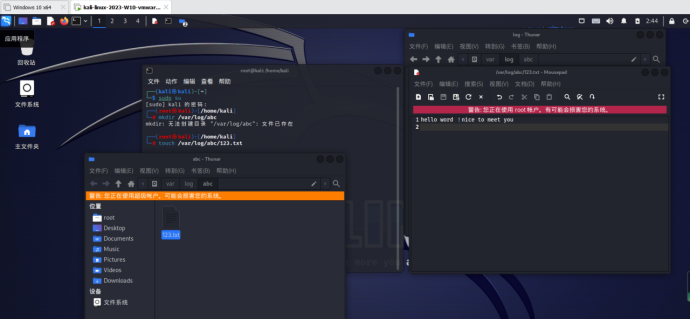 Windows 10 x64
kali-linux-2023-W10-vmwar...
1 2 3 4
2:44
应用程序
回收站
文件系统
主文件夹
root@kali: /home/kali
文件 动作 编辑 查看 帮助
(kali㉿kali)-[~]
$ sudo su
[sudo] kali 的密码：
(root㉿kali)-[/home/kali]
# mkdir /var/log/abc
mkdir: 无法创建目录 "/var/log/abc": 文件已存在
(root㉿kali)-[/home/kali]
# touch /var/log/abc/123.txt
abc - Thunar
文件(F) 编辑(E) 视图(V) 转到(G) 书签(B) 帮助(H)
var log abc
警告: 您正在使用超级帐户，可能会损害您的系统。
位置
root
Desktop
Documents
Music
Pictures
Videos
Downloads
设备
文件系统
123.txt
log - Thunar
文件(F) 编辑(E) 视图(V) 转到(G) 书签(B) 帮助(H)
var log abc
/var/log/abc/123.txt - Mousepad
文件(F) 编辑(E) 搜索(S) 视图(V) 文档(D) 帮助(H)
警告: 您正在使用 root 帐户。有可能会损害您的系统。
1 hello word ！nice to meet you
2